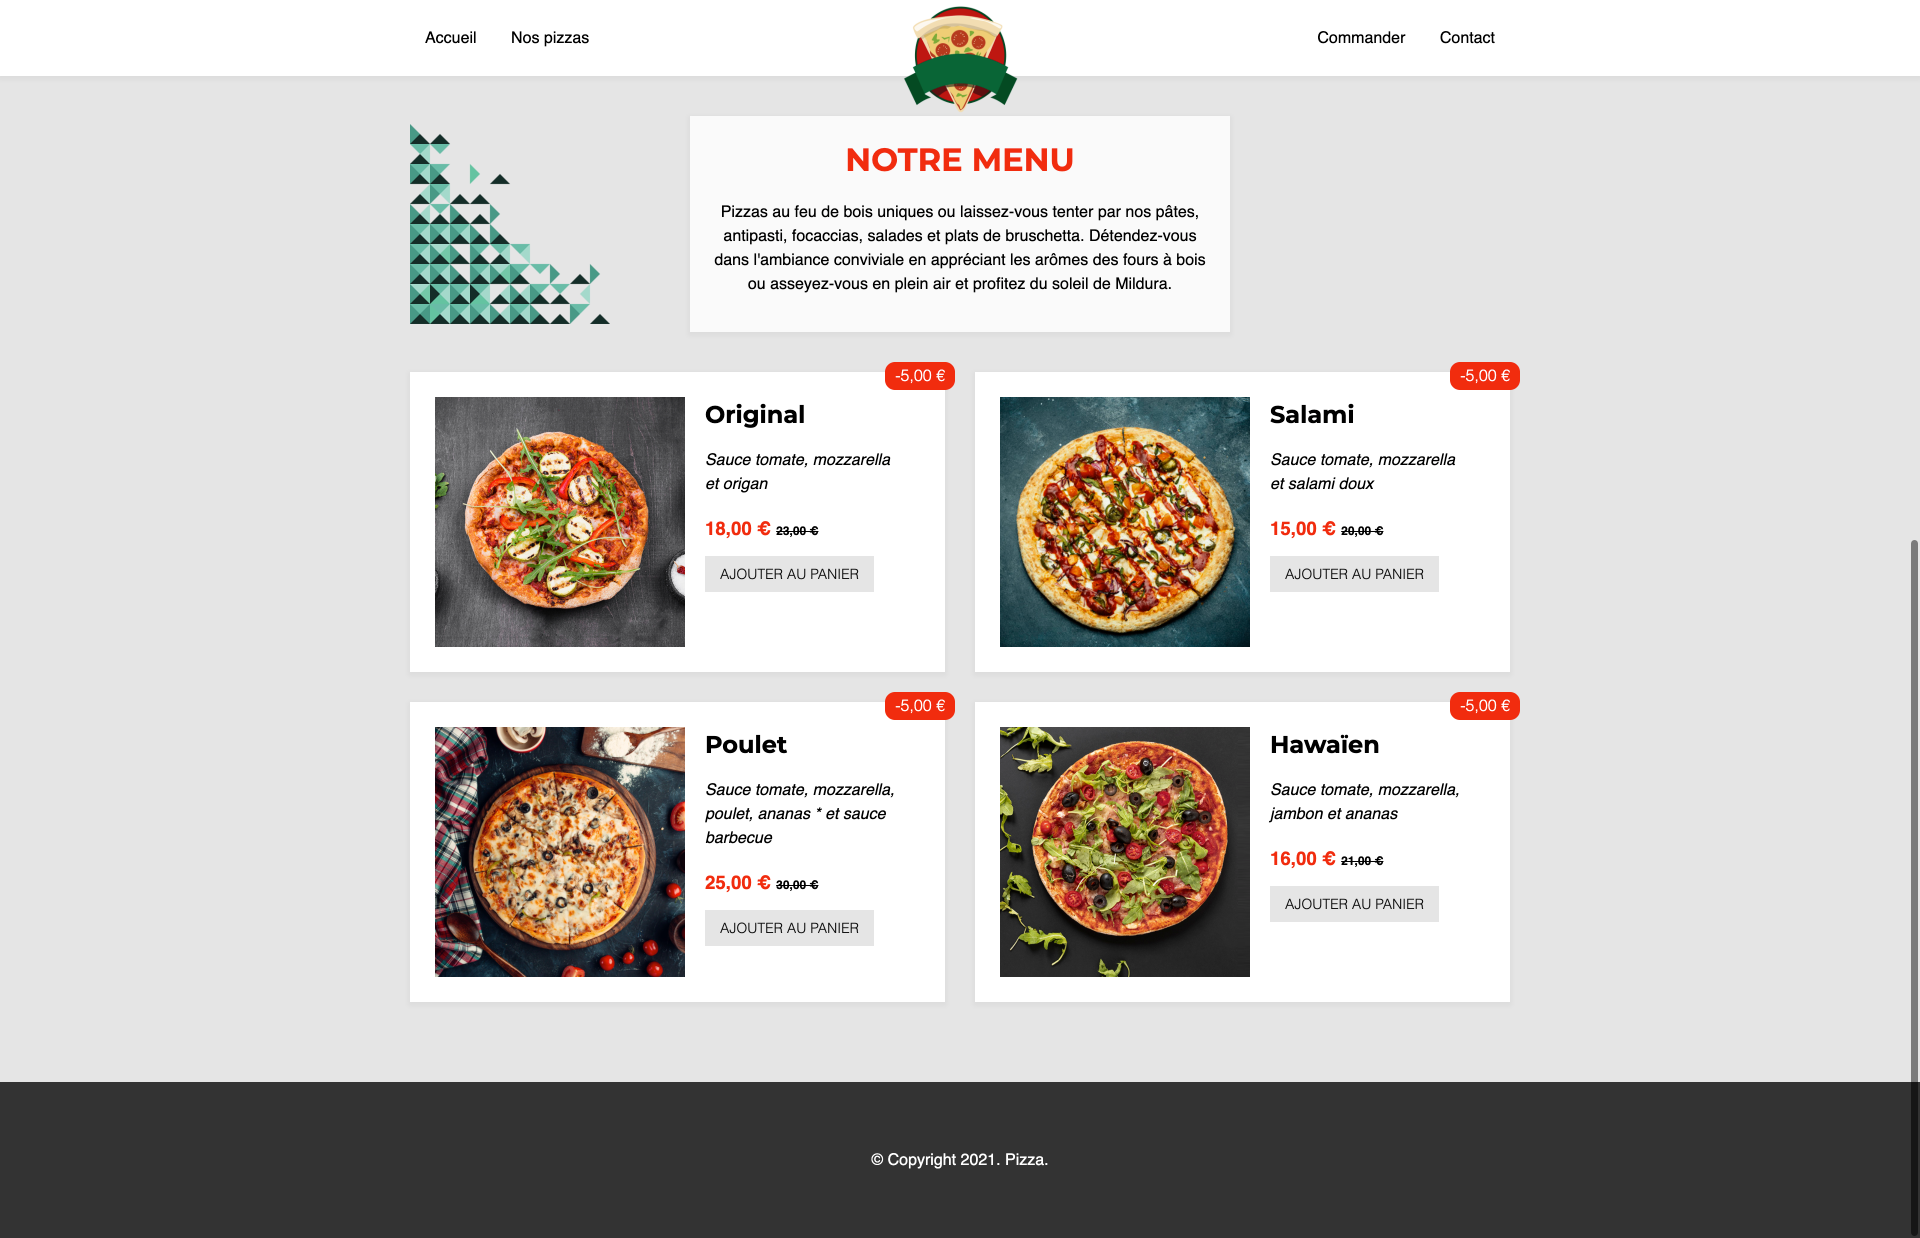 Accueil Nos pizzas Commander Contact
NOTRE MENU
Pizzas au feu de bois uniques ou laissez-vous tenter par nos pâtes,
antipasti, focaccias, salades et plats de bruschetta. Détendez-vous
dans l'ambiance conviviale en appréciant les arômes des fours à bois
ou asseyez-vous en plein air et profitez du soleil de Mildura.
-5,00 €
Original
Sauce tomate, mozzarella
et origan
18,00 € 23,00 €
AJOUTER AU PANIER
-5,00 €
Salami
Sauce tomate, mozzarella
et salami doux
15,00 € 20,00 €
AJOUTER AU PANIER
-5,00 €
Poulet
Sauce tomate, mozzarella,
poulet, ananas * et sauce
barbecue
25,00 € 30,00 €
AJOUTER AU PANIER
-5,00 €
Hawaïen
Sauce tomate, mozzarella,
jambon et ananas
16,00 € 21,00 €
AJOUTER AU PANIER
© Copyright 2021. Pizza.